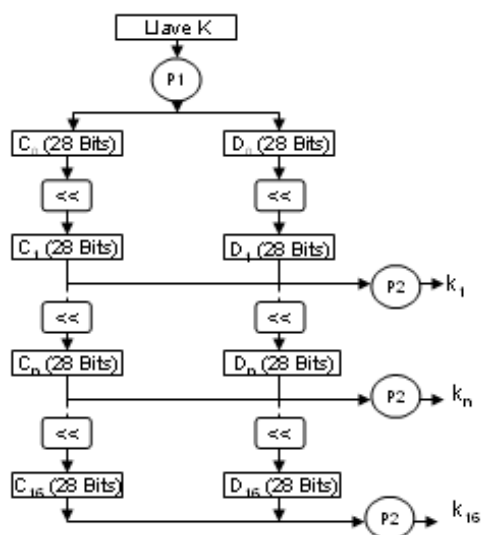 Llave K
P1
C₀ (28 Bits) D₀ (28 Bits)
<< <<
C₁ (28 Bits) D₁ (28 Bits)
P2 k₁
<< <<
Cₙ (28 Bits) Dₙ (28 Bits)
P2 kₙ
<< <<
C₁₆ (28 Bits) D₁₆ (28 Bits)
P2 k₁₆